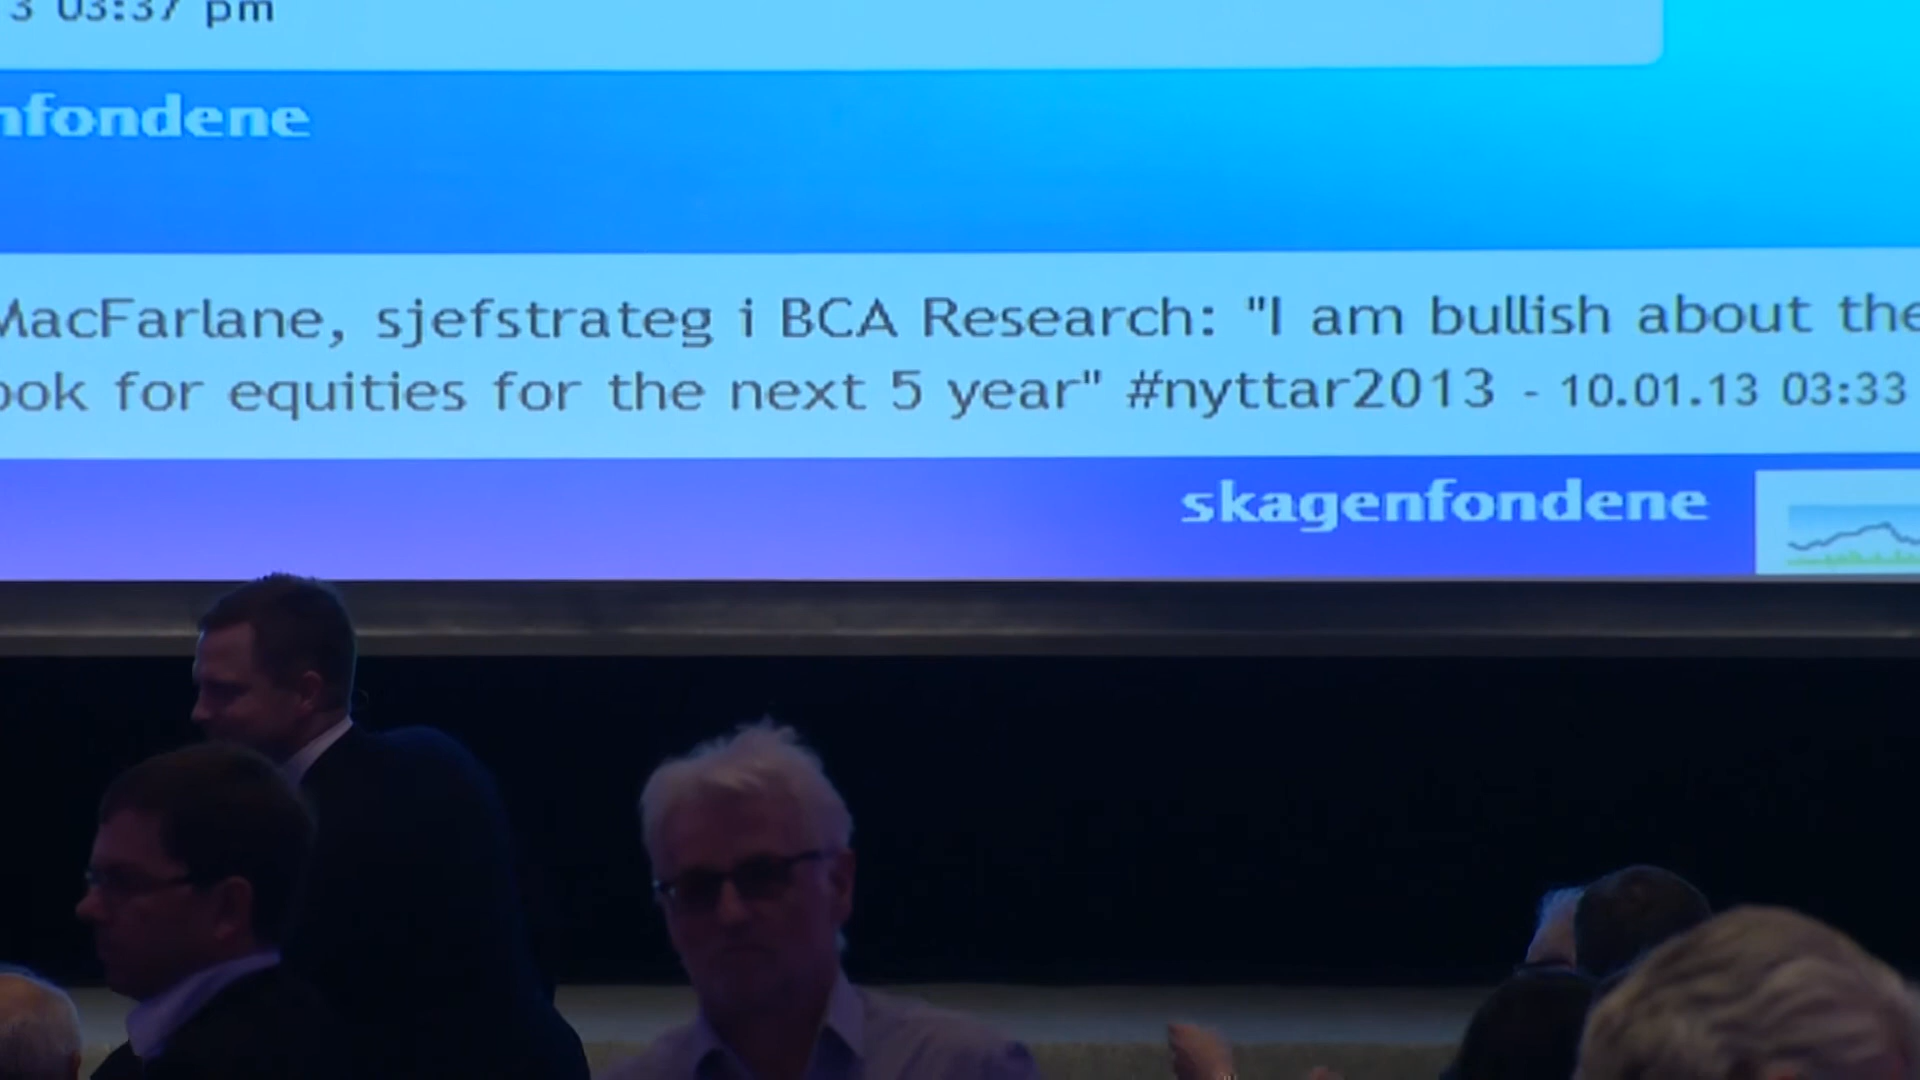 3 03:37 pm
nfondene
MacFarlane, sjefstrateg i BCA Research: "I am bullish about the
ook for equities for the next 5 year" #nyttar2013 - 10.01.13 03:33
skagenfondene